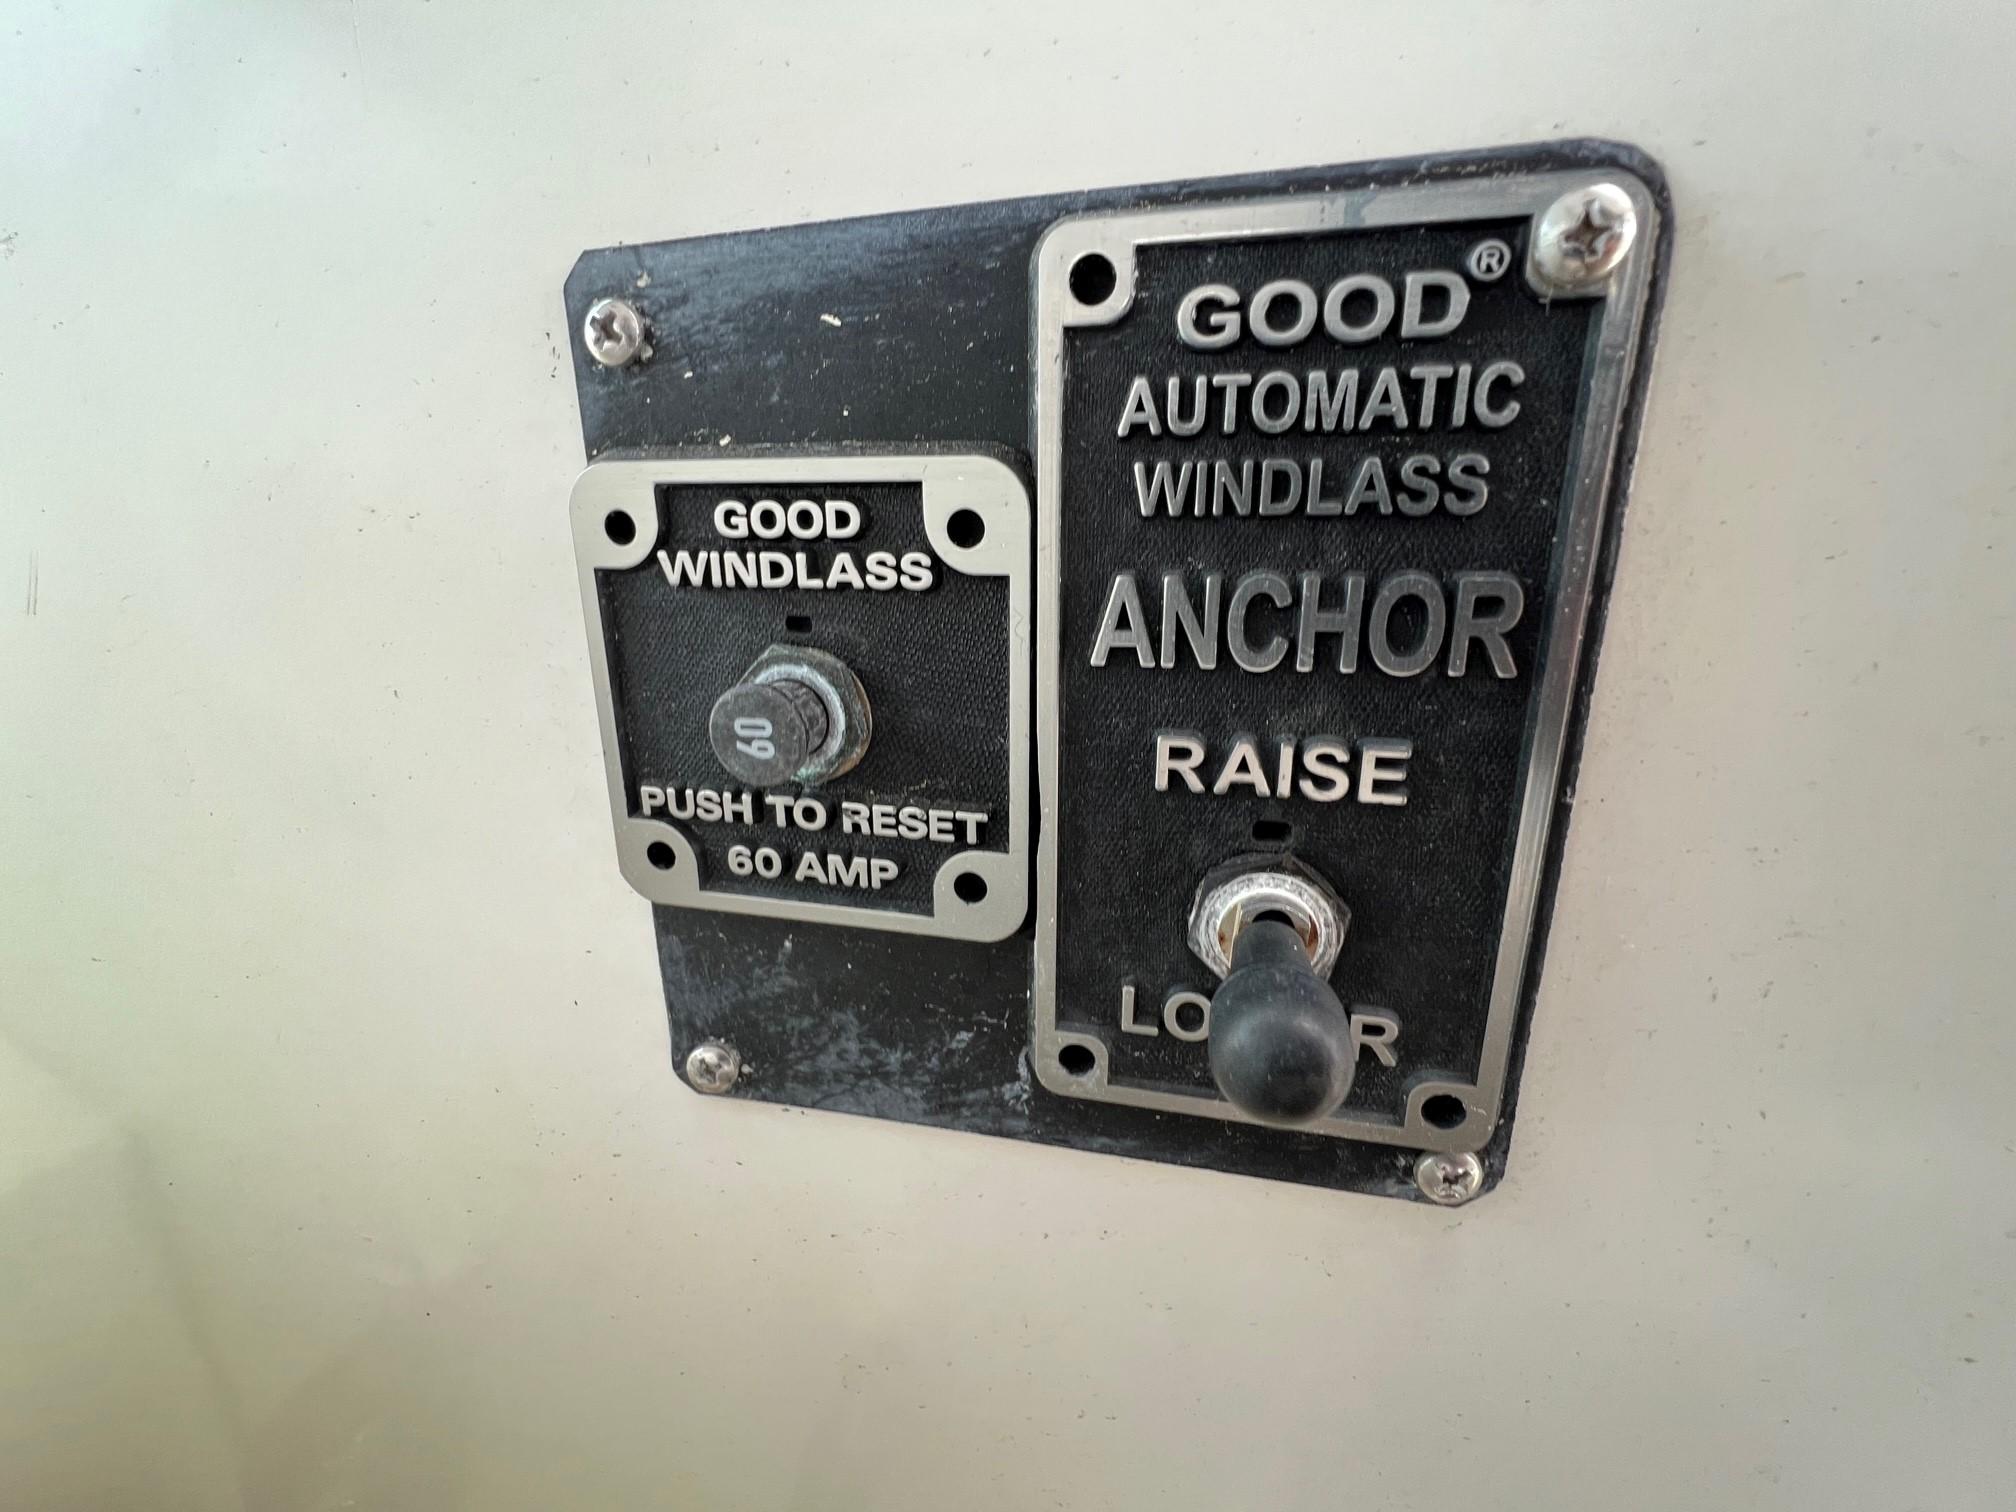 GOOD
WINDLASS
60
PUSH TO RESET
60 AMP
GOOD®
AUTOMATIC
WINDLASS
ANCHOR
RAISE